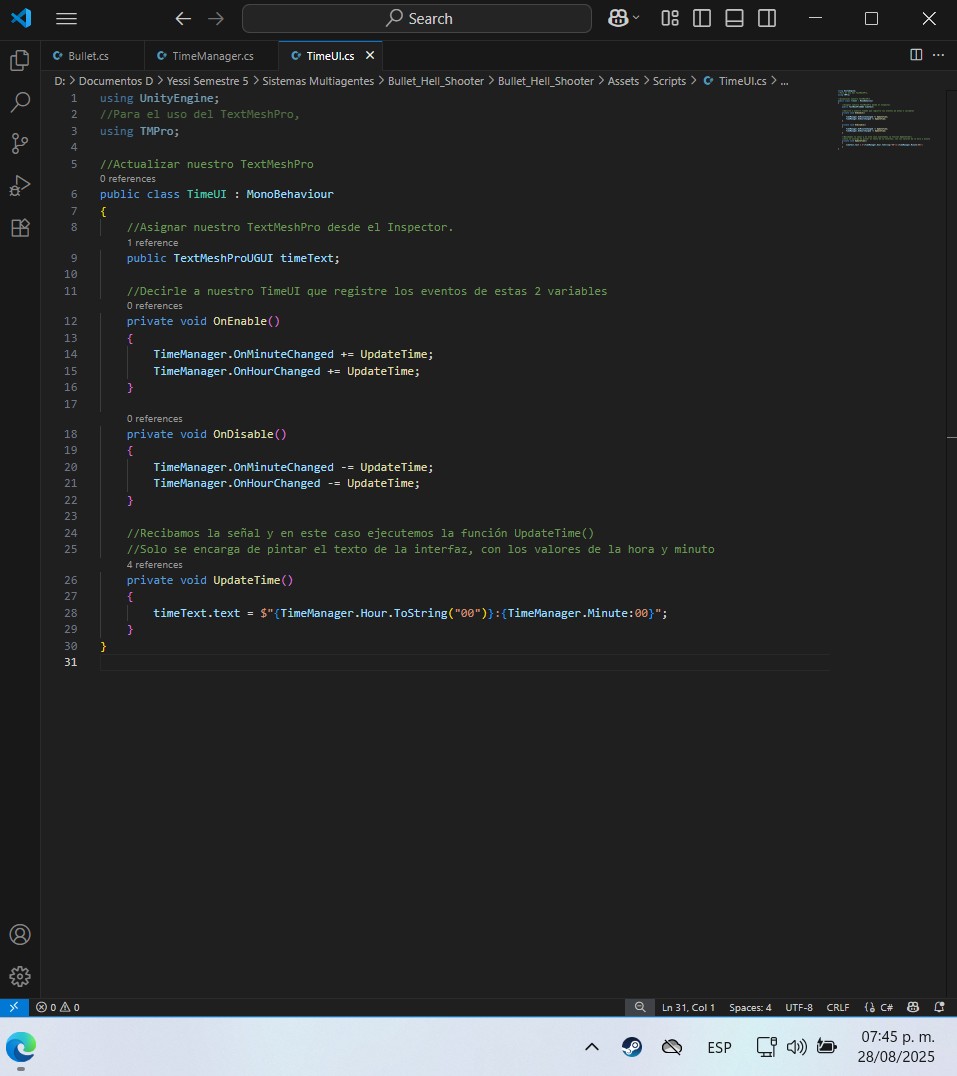 Search
Bullet.cs
TimeManager.cs
TimeUI.cs
D: > Documentos D > Yessi Semestre 5 > Sistemas Multiagentes > Bullet_Hell_Shooter > Bullet_Hell_Shooter > Assets > Scripts > TimeUI.cs > ...
1 using UnityEngine;
2 //Para el uso del TextMeshPro,
3 using TMPro;
4
5 //Actualizar nuestro TextMeshPro
0 references
6 public class TimeUI : MonoBehaviour
7 {
8 //Asignar nuestro TextMeshPro desde el Inspector.
1 reference
9 public TextMeshProUGUI timeText;
10
11 //Decirle a nuestro TimeUI que registre los eventos de estas 2 variables
0 references
12 private void OnEnable()
13 {
14 TimeManager.OnMinuteChanged += UpdateTime;
15 TimeManager.OnHourChanged += UpdateTime;
16 }
17
0 references
18 private void OnDisable()
19 {
20 TimeManager.OnMinuteChanged -= UpdateTime;
21 TimeManager.OnHourChanged -= UpdateTime;
22 }
23
24 //Recibamos la señal y en este caso ejecutemos la función UpdateTime()
25 //Solo se encarga de pintar el texto de la interfaz, con los valores de la hora y minuto
4 references
26 private void UpdateTime()
27 {
28 timeText.text = $"{TimeManager.Hour.ToString("00")}:{TimeManager.Minute:00}";
29 }
30 }
31
0 0 Ln 31, Col 1 Spaces: 4 UTF-8 CRLF {} C#
ESP
07:45 p. m.
28/08/2025